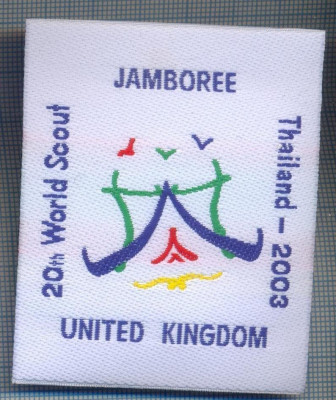 JAMBOREE
20th World Scout
Thailand - 2003
UNITED KINGDOM